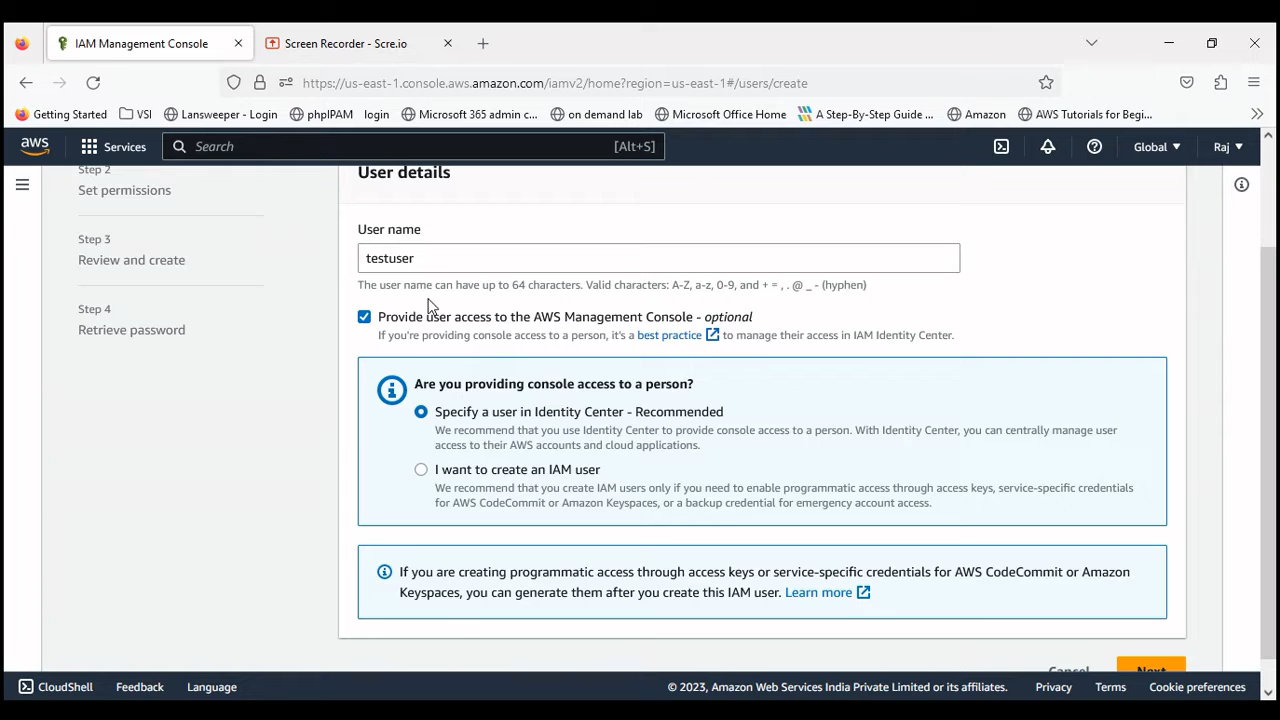 IAM Management Console
Screen Recorder - Scre.io
https://us-east-1.console.aws.amazon.com/iamv2/home?region=us-east-1#/users/create
Getting Started VSI Lansweeper - Login phpIPAM login Microsoft 365 admin c... on demand lab Microsoft Office Home A Step-By-Step Guide ... Amazon AWS Tutorials for Begi...
aws Services Search [Alt+S] Global Raj
Step 2
Set permissions
Step 3
Review and create
Step 4
Retrieve password
User details
User name
testuser
The user name can have up to 64 characters. Valid characters: A-Z, a-z, 0-9, and + = , . @ _ - (hyphen)
Provide user access to the AWS Management Console - optional
If you're providing console access to a person, it's a best practice to manage their access in IAM Identity Center.
Are you providing console access to a person?
Specify a user in Identity Center - Recommended
We recommend that you use Identity Center to provide console access to a person. With Identity Center, you can centrally manage user
access to their AWS accounts and cloud applications.
I want to create an IAM user
We recommend that you create IAM users only if you need to enable programmatic access through access keys, service-specific credentials
for AWS CodeCommit or Amazon Keyspaces, or a backup credential for emergency account access.
If you are creating programmatic access through access keys or service-specific credentials for AWS CodeCommit or Amazon
Keyspaces, you can generate them after you create this IAM user. Learn more
Cancel Next
CloudShell Feedback Language © 2023, Amazon Web Services India Private Limited or its affiliates. Privacy Terms Cookie preferences